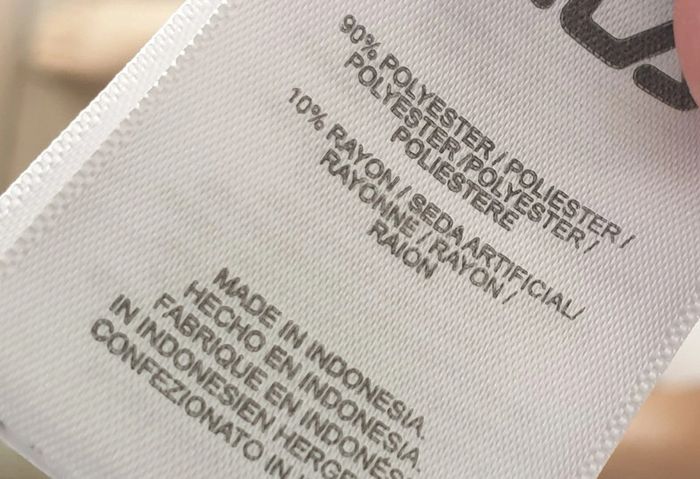 90% POLYESTER / POLIESTER /
POLYESTER /POLYESTER /
POLIESTERE
10% RAYON / SEDA ARTIFICIAL/
RAYONNE / RAYON /
RAION
MADE IN INDONESIA.
HECHO EN INDONESIA.
FABRIQUE EN INDONÉS
IN INDONESIEN HERGE
CONFEZIONATO IN